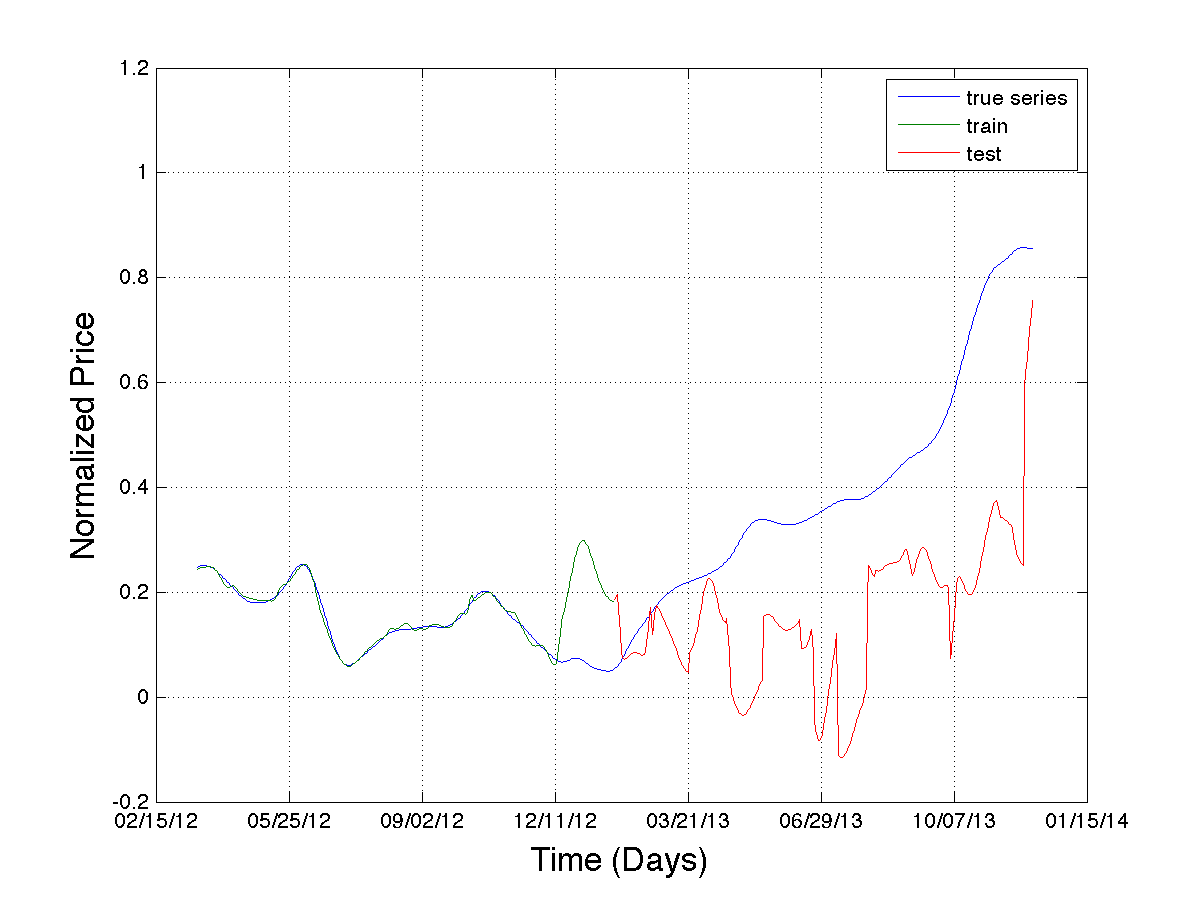 1.2
1
0.8
0.6
0.4
0.2
0
-0.2
Normalized Price
true series
train
test
02/15/12 05/25/12 09/02/12 12/11/12 03/21/13 06/29/13 10/07/13 01/15/14
Time (Days)